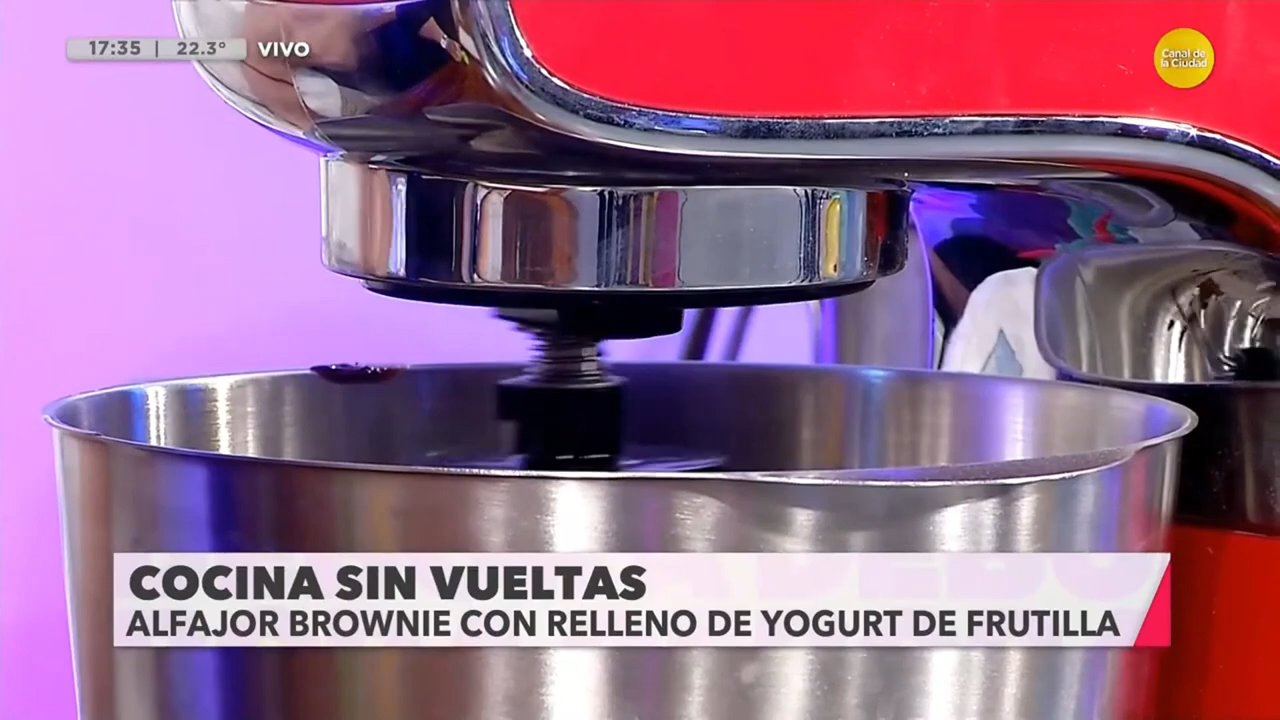 17:35 | 22.3° VIVO
Canal de
la Ciudad
COCINA SIN VUELTAS
ALFAJOR BROWNIE CON RELLENO DE YOGURT DE FRUTILLA